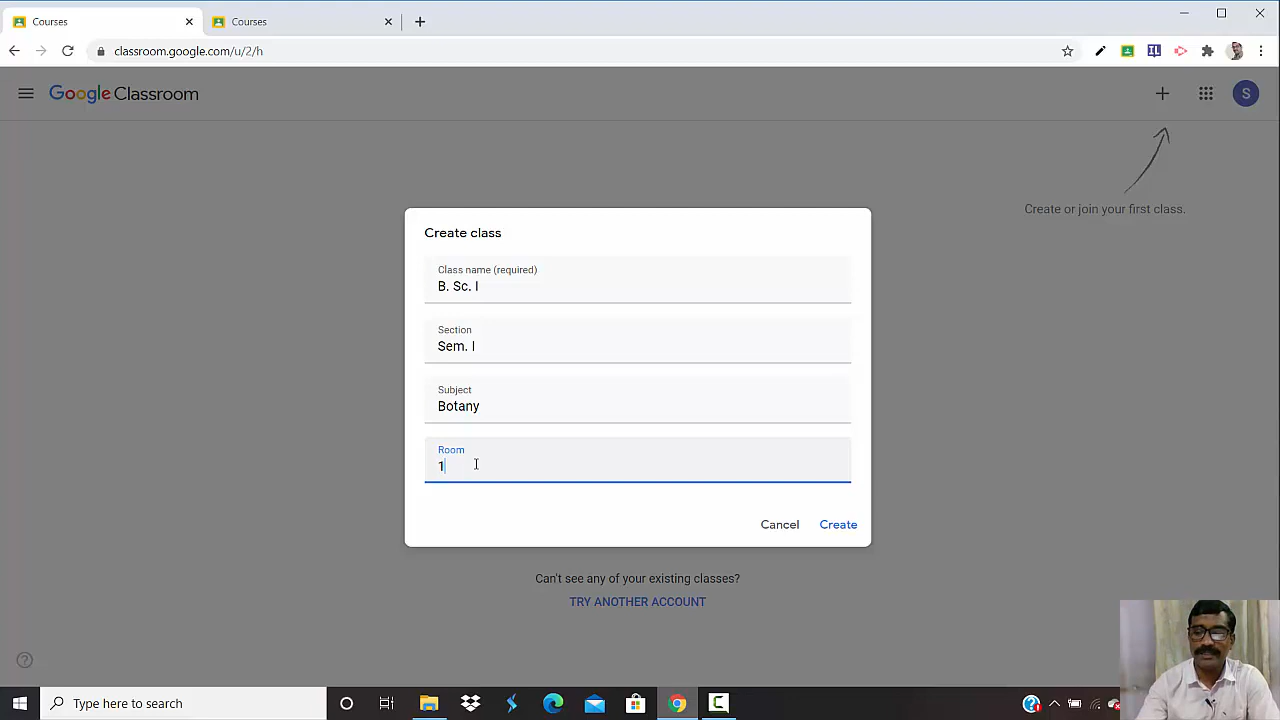 Courses
Courses
classroom.google.com/u/2/h
IL
Google Classroom
S
Create or join your first class.
Create class
Class name (required)
B. Sc. I
Section
Sem. I
Subject
Botany
Room
1
Cancel Create
Can't see any of your existing classes?
TRY ANOTHER ACCOUNT
Type here to search